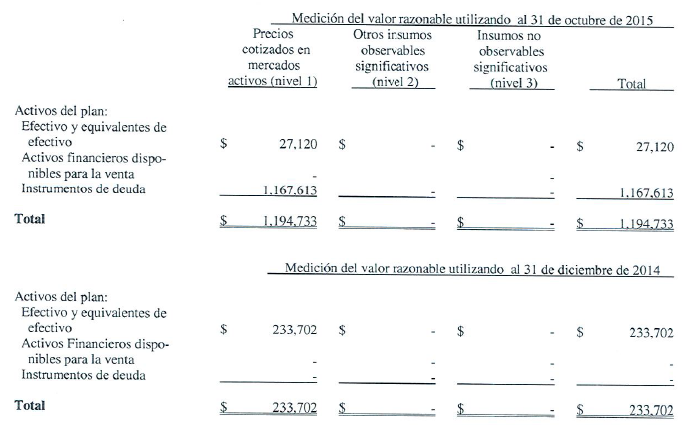 Medición del valor razonable utilizando al 31 de octubre de 2015
Precios cotizados en mercados activos (nivel 1)
Otros insumos observables significativos (nivel 2)
Insumos no observables significativos (nivel 3)
Total
Activos del plan:
Efectivo y equivalentes de
efectivo $ 27,120 $ - $ - $ 27,120
Activos financieros dispo-
nibles para la venta - -
Instrumentos de deuda 1,167,613 - - 1,167,613
Total $ 1,194,733 $ - $ - $ 1,194,733
Medición del valor razonable utilizando al 31 de diciembre de 2014
Activos del plan:
Efectivo y equivalentes de
efectivo $ 233,702 $ - $ - $ 233,702
Activos Financieros dispo-
nibles para la venta - - - -
Instrumentos de deuda - - - -
Total $ 233,702 $ - $ - $ 233,702